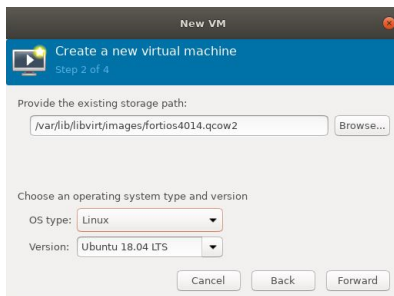 New VM
Create a new virtual machine
Step 2 of 4
Provide the existing storage path:
/var/lib/libvirt/images/fortios4014.qcow2 Browse...
Choose an operating system type and version
OS type: Linux
Version: Ubuntu 18.04 LTS
Cancel Back Forward